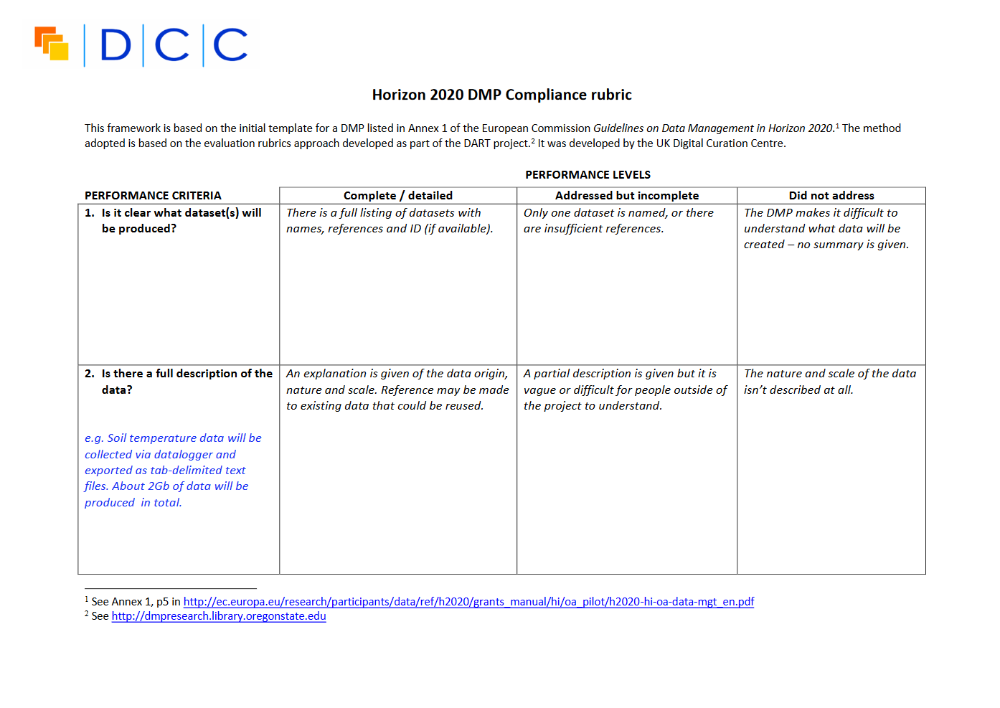 DCC
Horizon 2020 DMP Compliance rubric
This framework is based on the initial template for a DMP listed in Annex 1 of the European Commission Guidelines on Data Management in Horizon 2020.1 The method
adopted is based on the evaluation rubrics approach developed as part of the DART project.2 It was developed by the UK Digital Curation Centre.
PERFORMANCE LEVELS
PERFORMANCE CRITERIA
Complete / detailed
Addressed but incomplete
Did not address
1. Is it clear what dataset(s) will
be produced?
There is a full listing of datasets with
names, references and ID (if available).
Only one dataset is named, or there
are insufficient references.
The DMP makes it difficult to
understand what data will be
created – no summary is given.
2. Is there a full description of the
data?
e.g. Soil temperature data will be
collected via datalogger and
exported as tab-delimited text
files. About 2Gb of data will be
produced  in total.
An explanation is given of the data origin,
nature and scale. Reference may be made
to existing data that could be reused.
A partial description is given but it is
vague or difficult for people outside of
the project to understand.
The nature and scale of the data
isn’t described at all.
1 See Annex 1, p5 in http://ec.europa.eu/research/participants/data/ref/h2020/grants_manual/hi/oa_pilot/h2020-hi-oa-data-mgt_en.pdf
2 See http://dmpresearch.library.oregonstate.edu